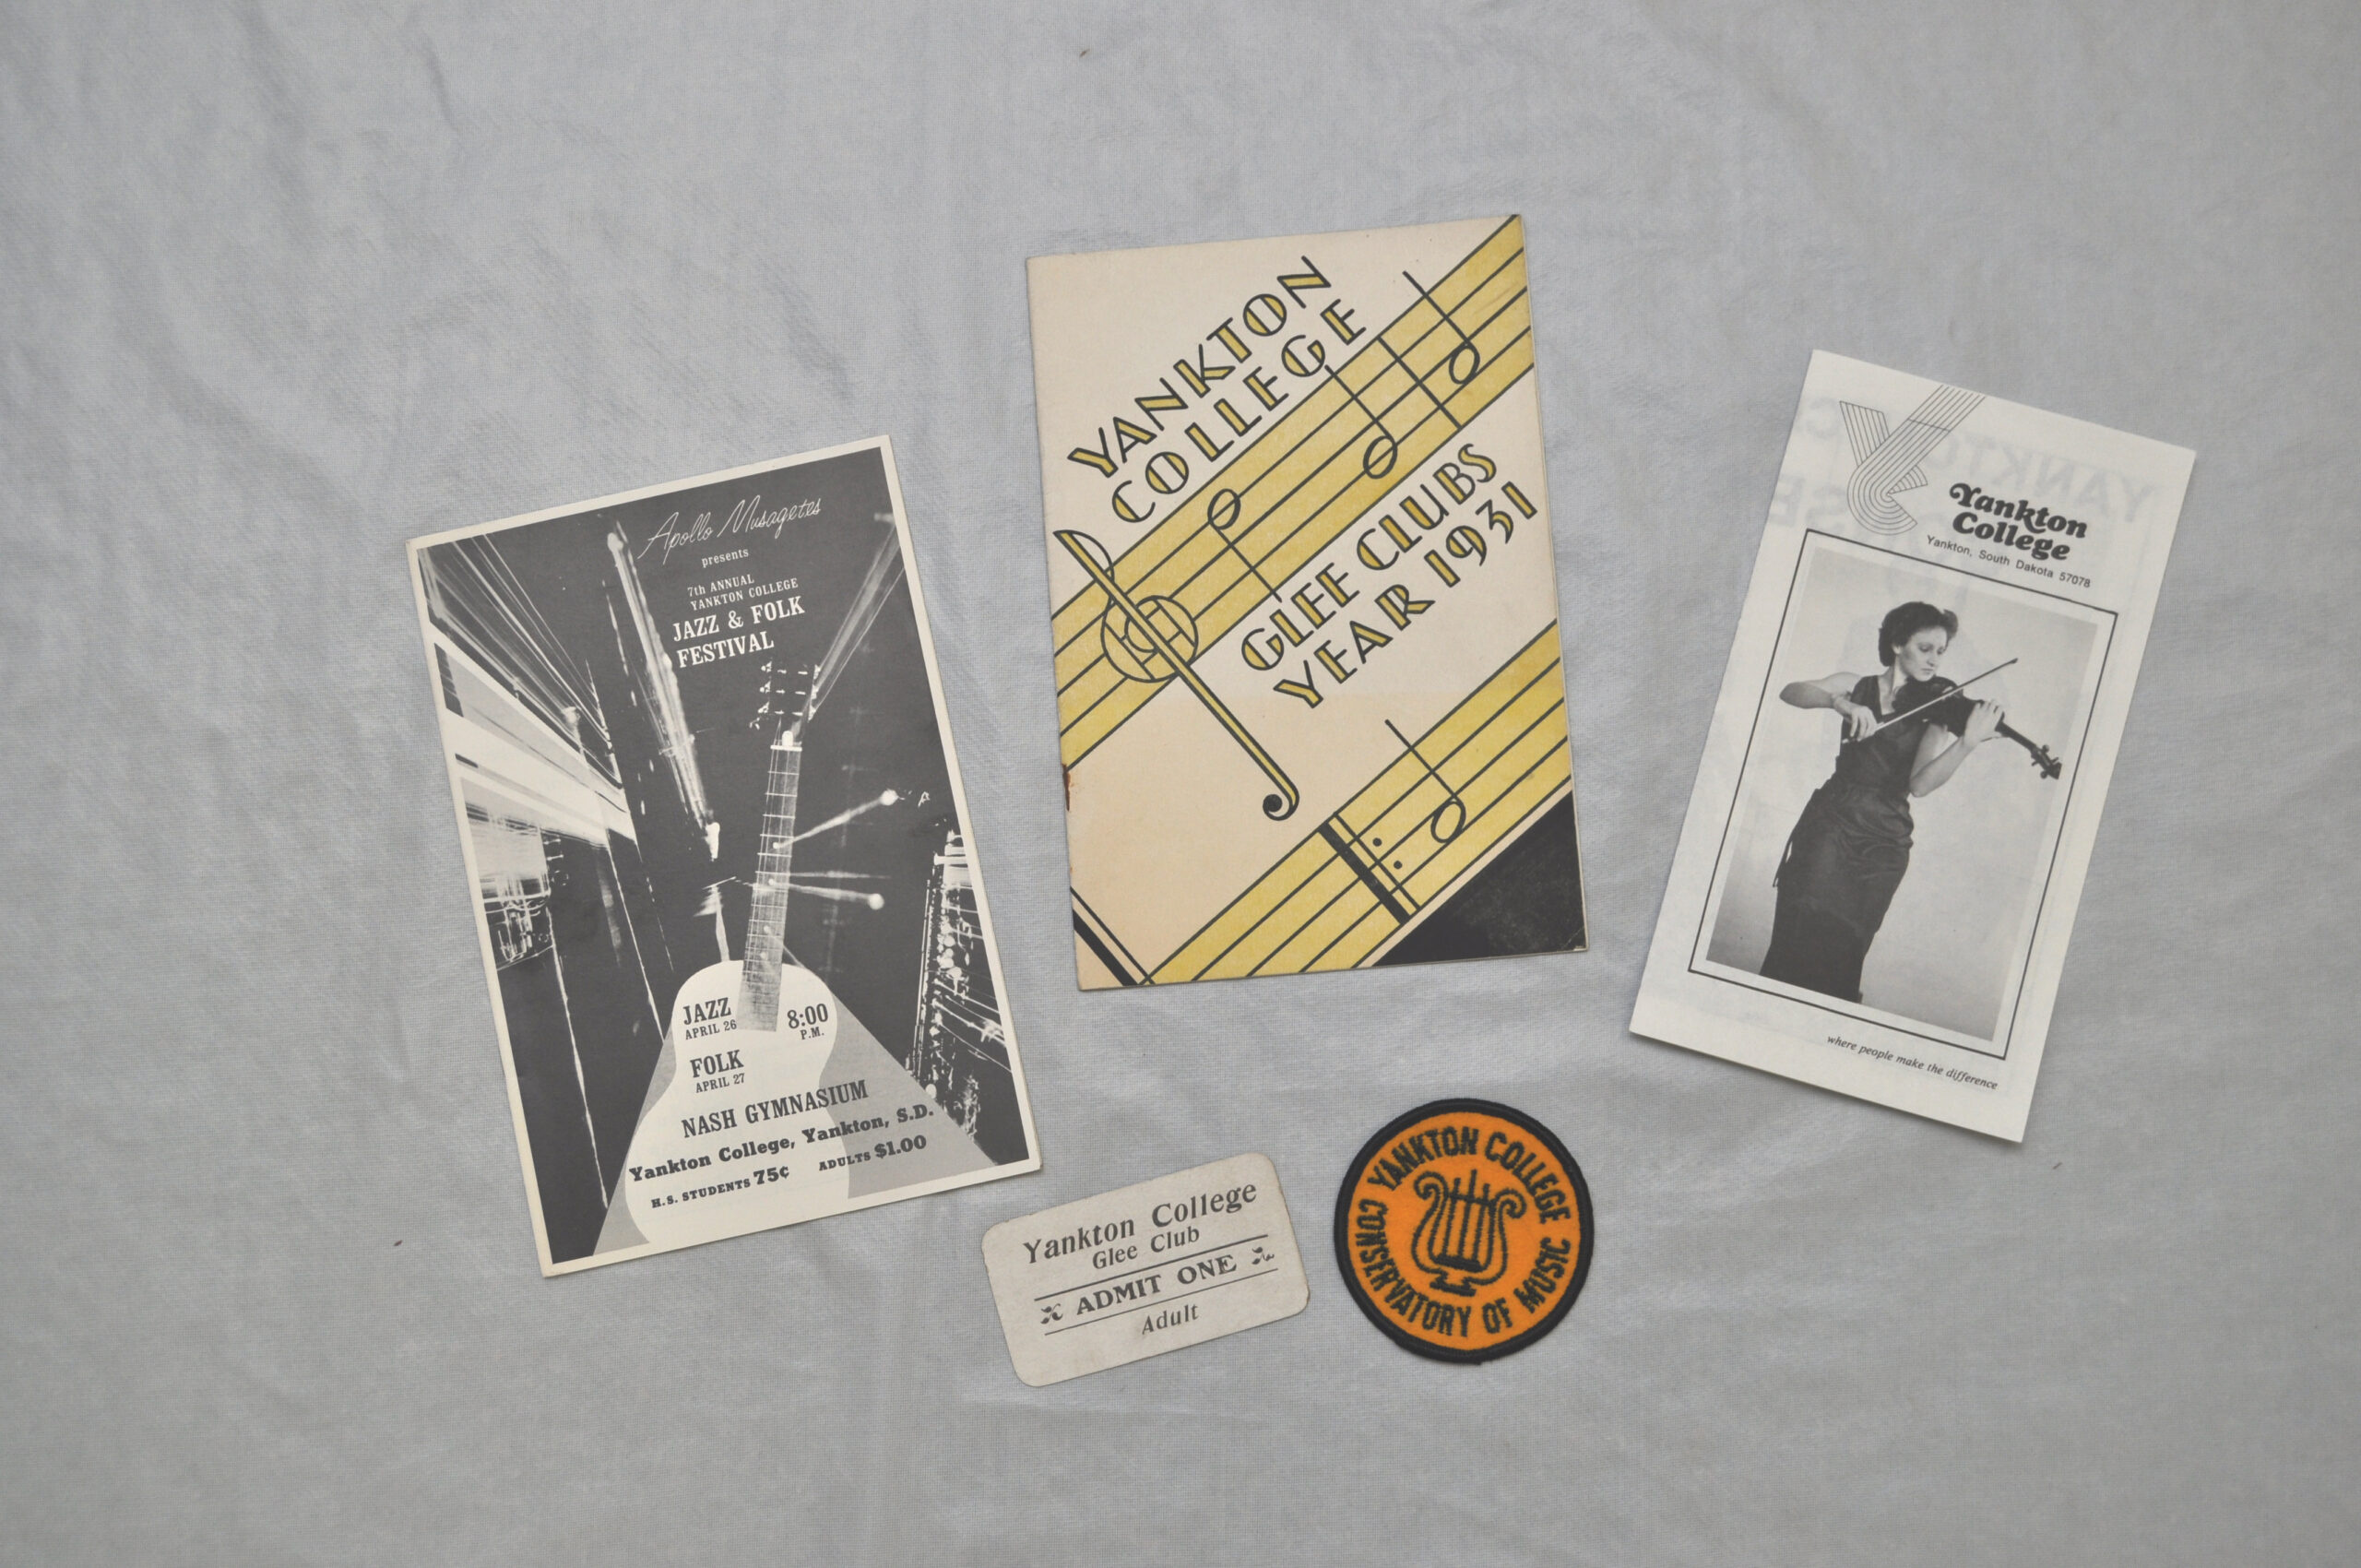 Apollo Musagetes
presents
7th ANNUAL
YANKTON COLLEGE
JAZZ & FOLK
FESTIVAL
JAZZ
APRIL 26
8:00
P.M.
FOLK
APRIL 27
NASH GYMNASIUM
Yankton College, Yankton, S.D.
H.S. STUDENTS 75¢ ADULTS $1.00
YANKTON
COLLEGE
GLEE CLUBS
YEAR 1931
Yankton
College
Yankton, South Dakota 57078
where people make the difference
Yankton College
Glee Club
ADMIT ONE
Adult
YANKTON COLLEGE
CONSERVATORY OF MUSIC